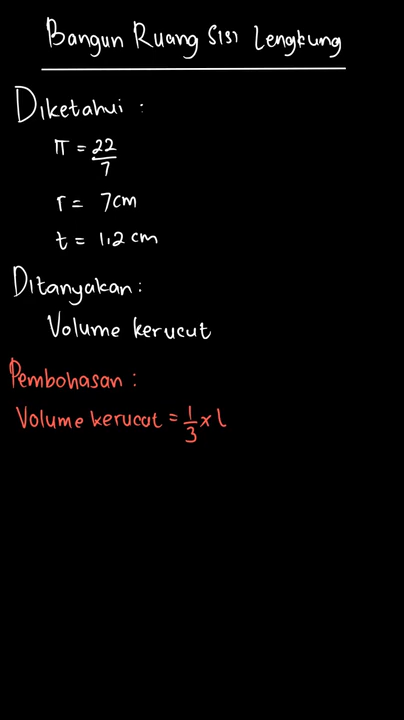 Bangun Ruang Sisi Lengkung
Diketahui :
π = 22/7
r = 7cm
t = 1.2 cm
Ditanyakan :
Volume kerucut
Pembahasan :
Volume kerucut = 1/3 x l